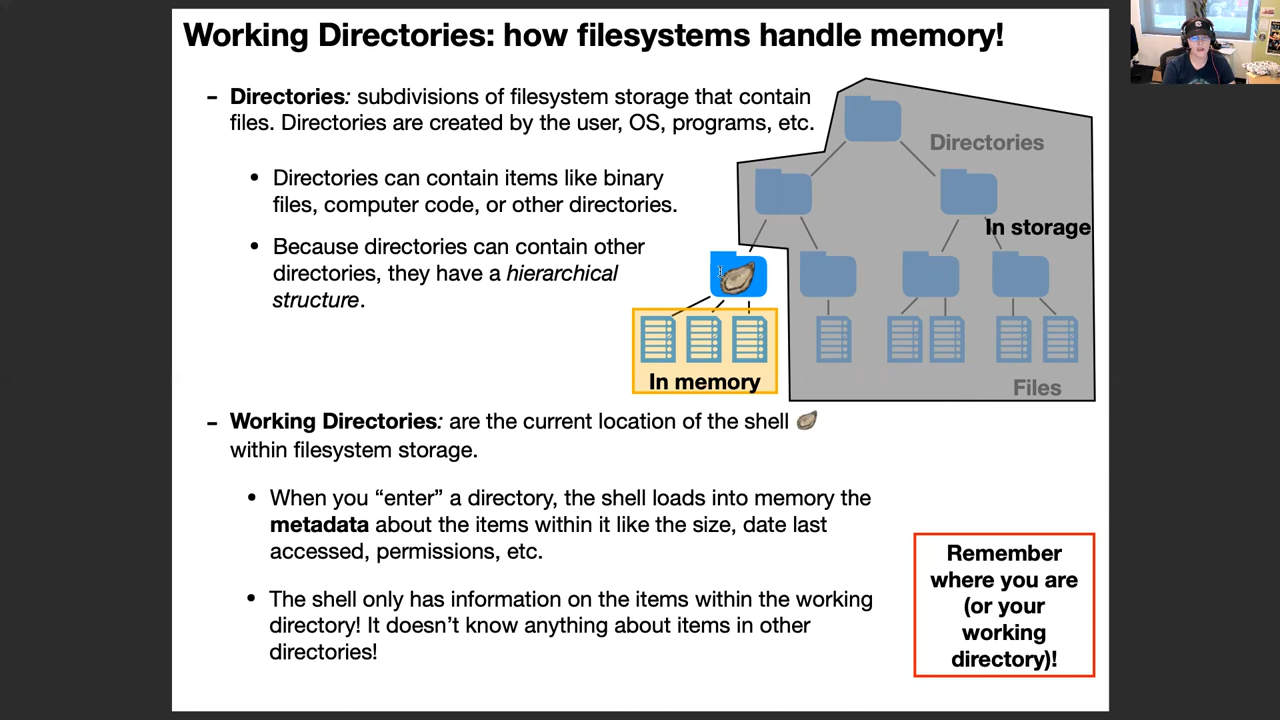 Working Directories: how filesystems handle memory!
- Directories: subdivisions of filesystem storage that contain
files. Directories are created by the user, OS, programs, etc.
• Directories can contain items like binary
files, computer code, or other directories.
• Because directories can contain other
directories, they have a hierarchical
structure.
Directories
In storage
In memory
Files
- Working Directories: are the current location of the shell
within filesystem storage.
• When you “enter” a directory, the shell loads into memory the
metadata about the items within it like the size, date last
accessed, permissions, etc.
• The shell only has information on the items within the working
directory! It doesn’t know anything about items in other
directories!
Remember
where you are
(or your
working
directory)!